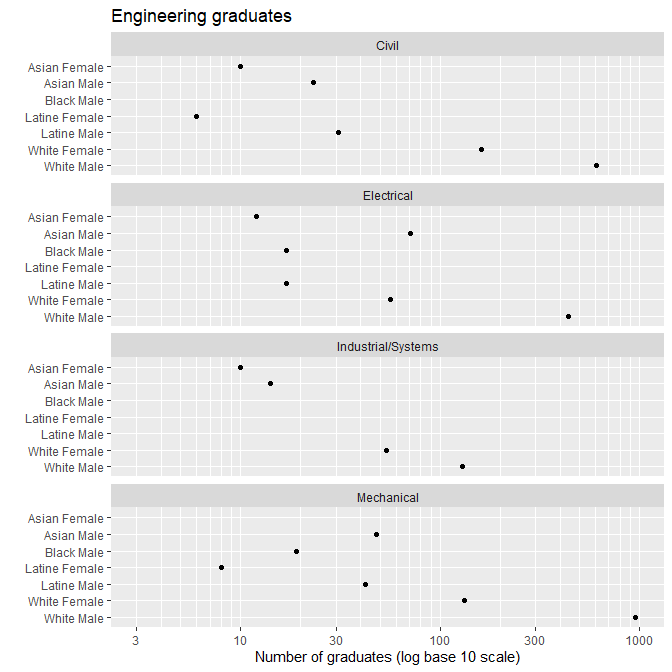 Engineering graduates
Civil
Asian Female
Asian Male
Black Male
Latine Female
Latine Male
White Female
White Male
Electrical
Asian Female
Asian Male
Black Male
Latine Female
Latine Male
White Female
White Male
Industrial/Systems
Asian Female
Asian Male
Black Male
Latine Female
Latine Male
White Female
White Male
Mechanical
Asian Female
Asian Male
Black Male
Latine Female
Latine Male
White Female
White Male
3 10 30 100 300 1000
Number of graduates (log base 10 scale)